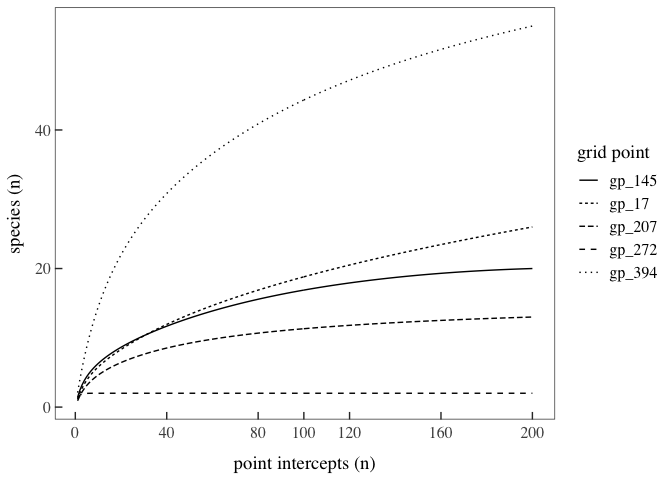 40
20
0
species (n)
0 40 80 100 120 160 200
point intercepts (n)
grid point
gp_145
gp_17
gp_207
gp_272
gp_394